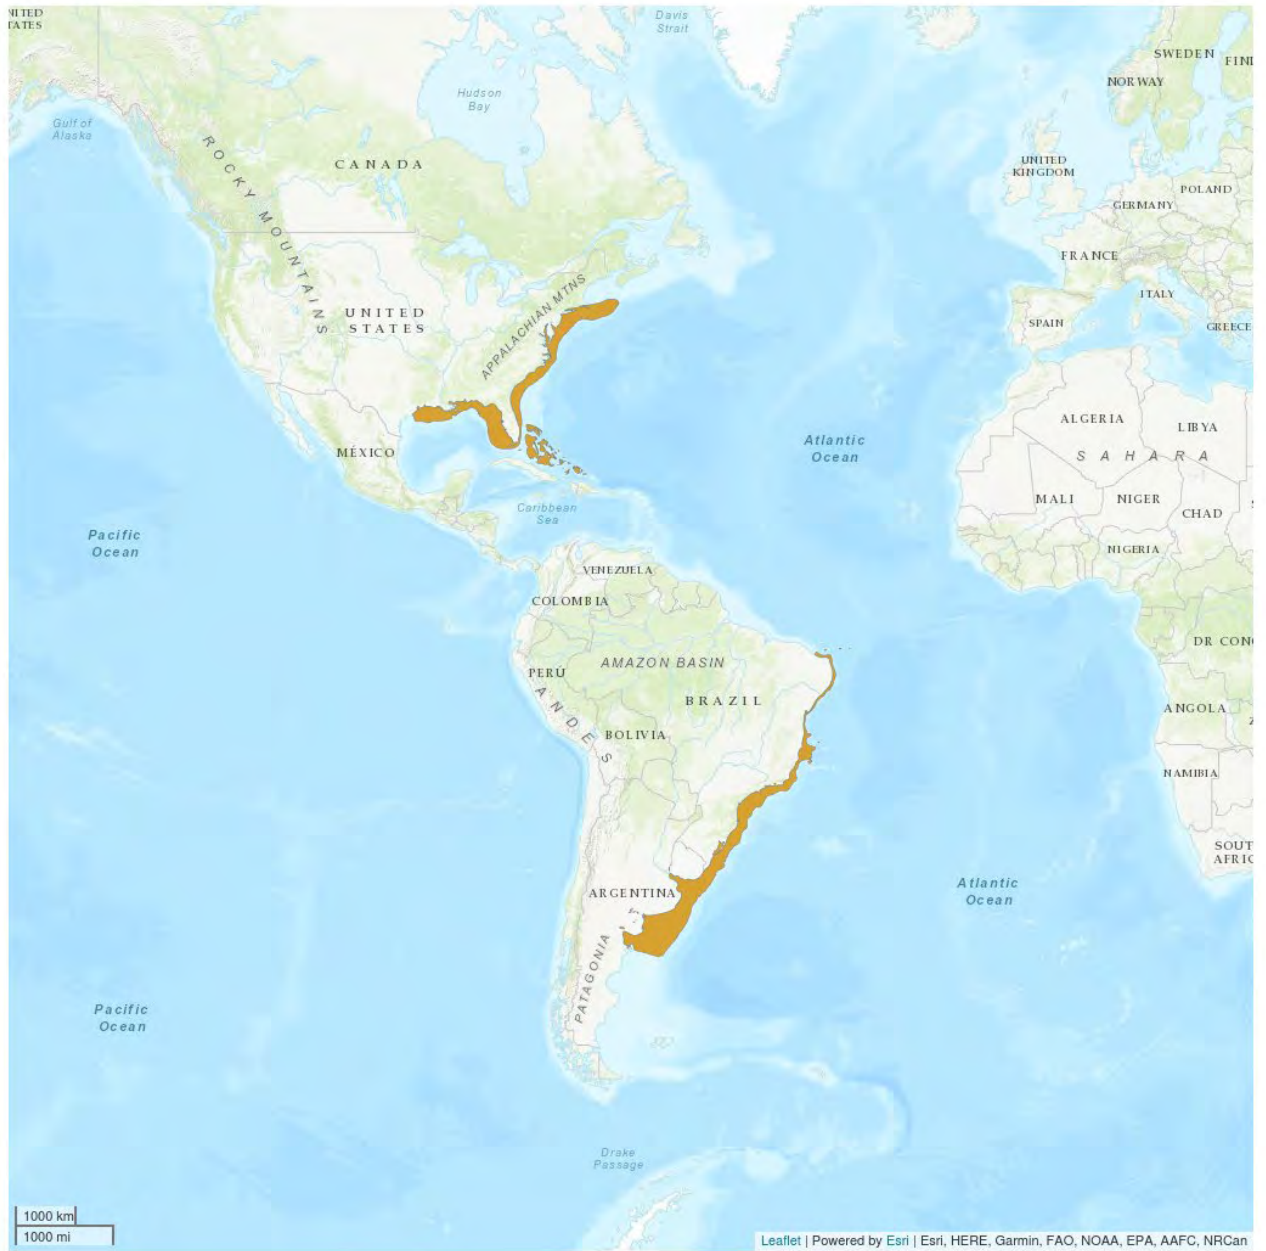 NITED
TATES
Davis
Strait
SWEDEN
FINI
NORWAY
Hudson
Bay
Gulf of
Alaska
ROCKY MOUNTAINS
CANADA
UNITED
KINGDOM
POLAND
GERMANY
FRANCE
ITALY
APPALACHIAN MTNS
UNITED
STATES
SPAIN
GREECE
ALGERIA
LIBYA
Atlantic
Ocean
MÉXICO
SAHARA
MALI
NIGER
CHAD
Caribbean
Sea
Pacific
Ocean
NIGERIA
VENEZUELA
COLOMBIA
DR CON
AMAZON BASIN
PERÚ
ANDES
BRAZIL
ANGOLA
BOLIVIA
NAMIBIA
SOUT
AFRIC
ARGENTINA
Atlantic
Ocean
PATAGONIA
Pacific
Ocean
Drake
Passage
1000 km
1000 mi
Leaflet | Powered by Esri | Esri, HERE, Garmin, FAO, NOAA, EPA, AAFC, NRCan